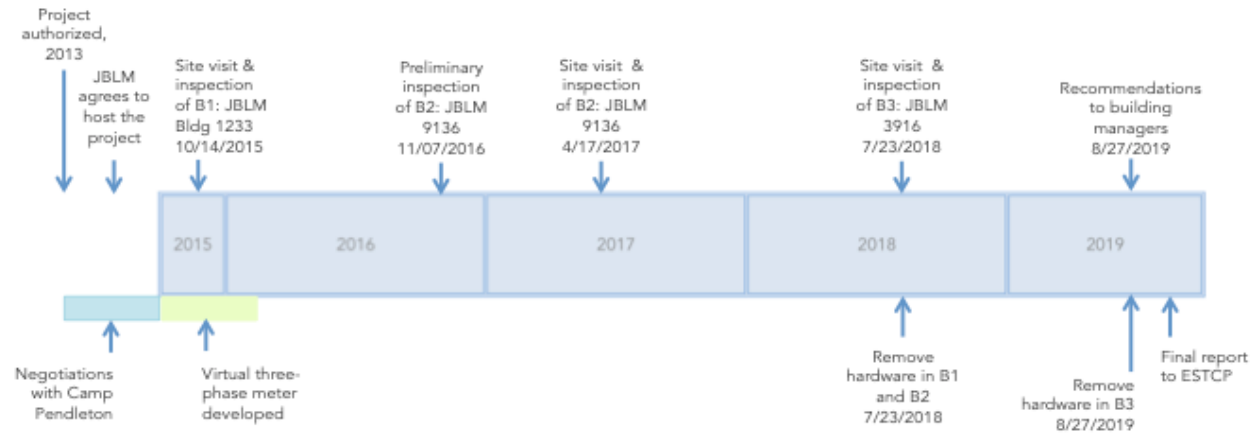 Project
authorized,
2013
JBLM
agrees to
host the
project
Site visit &
inspection
of B1: JBLM
Bldg 1233
10/14/2015
Preliminary
inspection
of B2: JBLM
9136
11/07/2016
Site visit &
inspection
of B2: JBLM
9136
4/17/2017
Site visit &
inspection
of B3: JBLM
3916
7/23/2018
Recommendations
to building
managers
8/27/2019
2015
2016
2017
2018
2019
Negotiations
with Camp
Pendleton
Virtual three-
phase meter
developed
Remove
hardware in B1
and B2
7/23/2018
Remove
hardware in B3
8/27/2019
Final report
to ESTCP